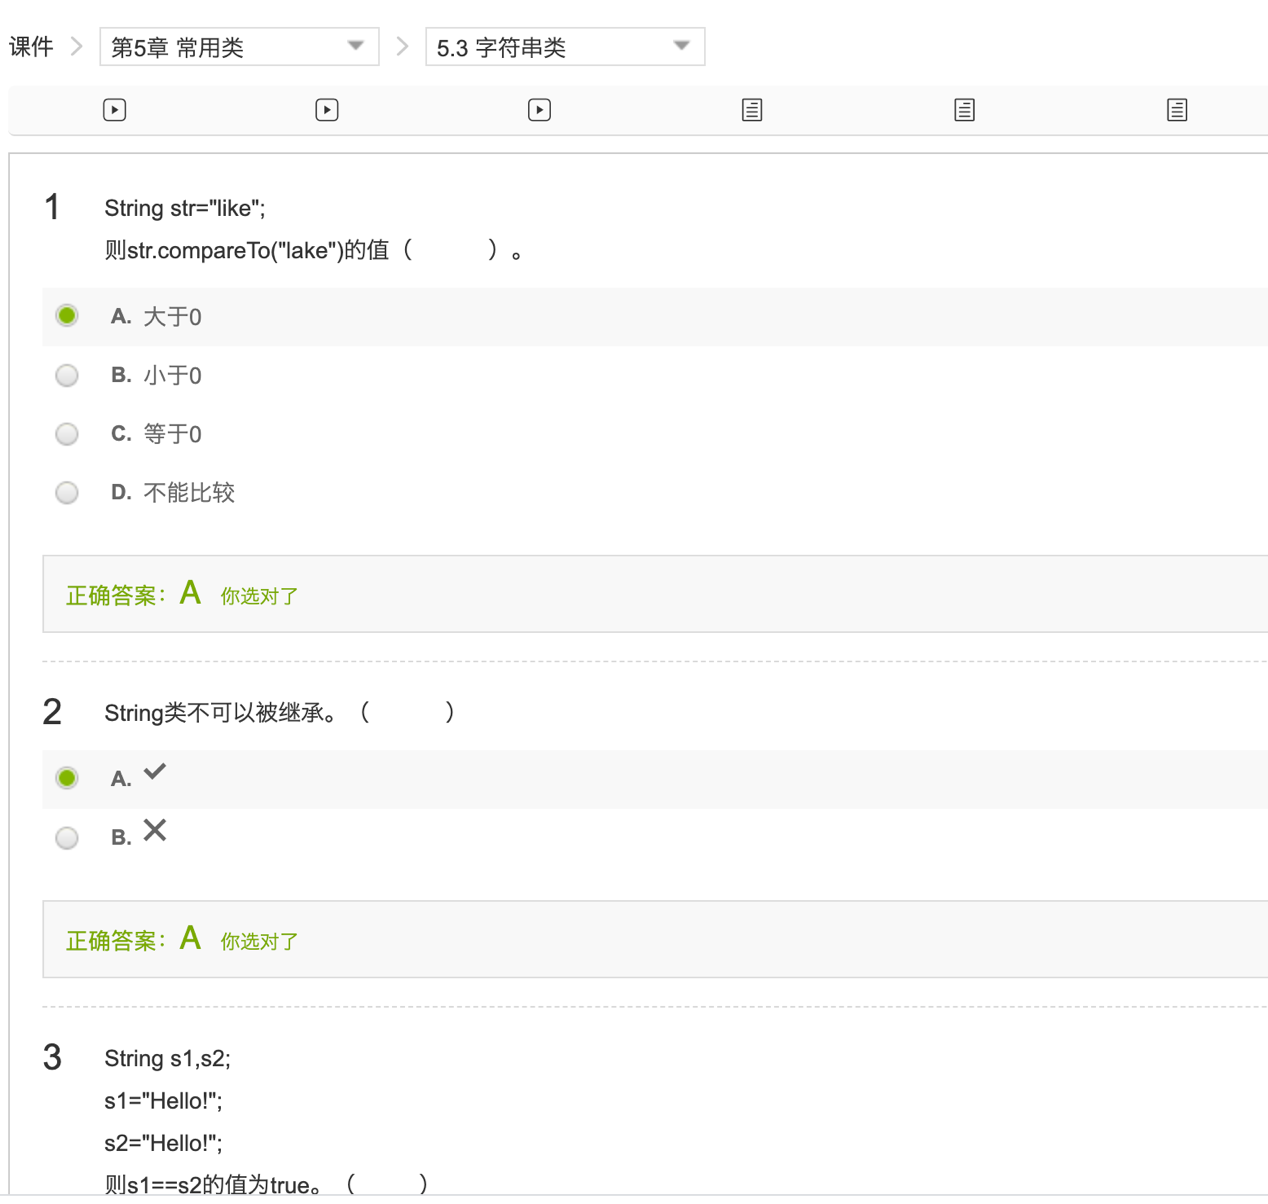 课件 第5章 常用类 5.3 字符串类
1 String str="like";
则str.compareTo("lake")的值（ ）。
A. 大于0
B. 小于0
C. 等于0
D. 不能比较
正确答案：A 你选对了
2 String类不可以被继承。（ ）
A.
B.
正确答案：A 你选对了
3 String s1,s2;
s1="Hello!";
s2="Hello!";
则s1==s2的值为true。（ ）